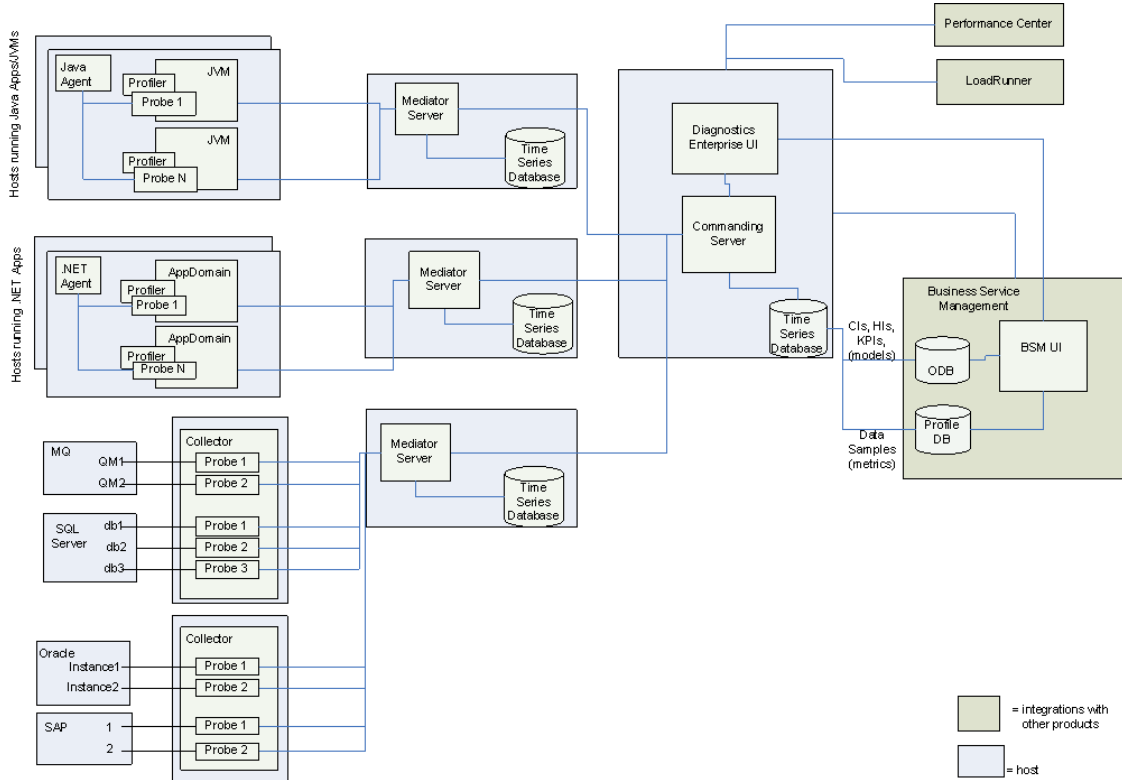 Hosts running Java Apps/JVMs
Java
Agent
Profiler
Probe 1
JVM
Profiler
Probe N
JVM
Mediator
Server
Time
Series
Database
Hosts running .NET Apps
.NET
Agent
Profiler
Probe 1
AppDomain
Profiler
Probe N
AppDomain
Mediator
Server
Time
Series
Database
MQ
QM1
QM2
SQL
Server
db1
db2
db3
Collector
Probe 1
Probe 2
Probe 1
Probe 2
Probe 3
Mediator
Server
Time
Series
Database
Oracle
Instance1
Instance2
SAP
1
2
Collector
Probe 1
Probe 2
Probe 1
Probe 2
Diagnostics
Enterprise UI
Commanding
Server
Time
Series
Database
Performance Center
LoadRunner
CIs, HIs,
KPIs,
(models)
Data
Samples
(metrics)
Business Service
Management
ODB
BSM UI
Profile
DB
= integrations with
other products
= host